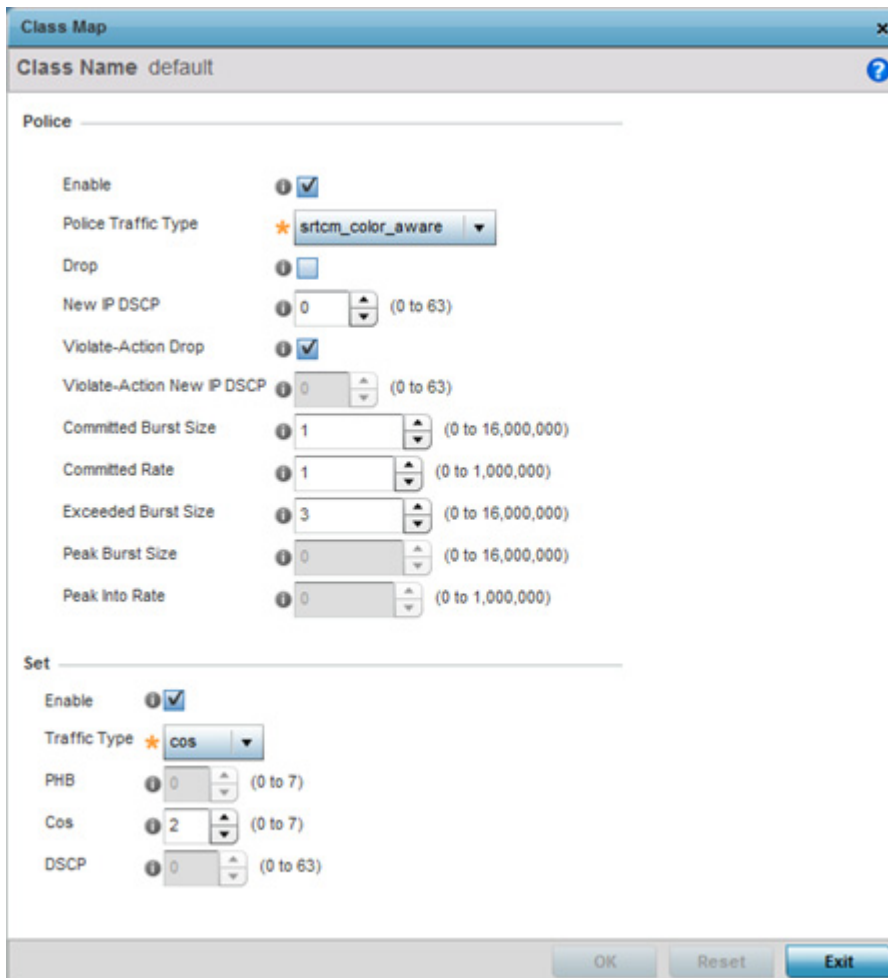 Class Map
Class Name default
Police
Enable
Police Traffic Type srtcm_color_aware
Drop
New IP DSCP 0 (0 to 63)
Violate-Action Drop
Violate-Action New IP DSCP 0 (0 to 63)
Committed Burst Size 1 (0 to 16,000,000)
Committed Rate 1 (0 to 1,000,000)
Exceeded Burst Size 3 (0 to 16,000,000)
Peak Burst Size 0 (0 to 16,000,000)
Peak Into Rate 0 (0 to 1,000,000)
Set
Enable
Traffic Type cos
PHB 0 (0 to 7)
Cos 2 (0 to 7)
DSCP 0 (0 to 63)
OK Reset Exit